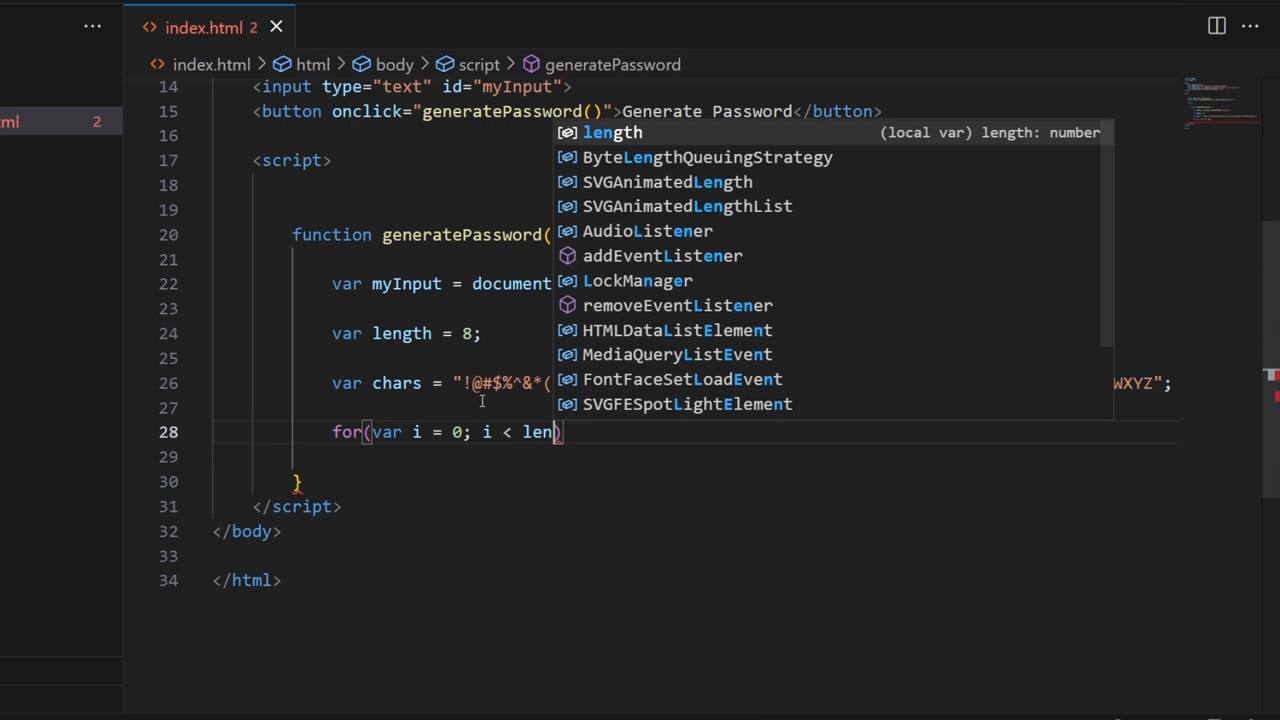 index.html 2
ml 2
index.html html body script generatePassword
14 <input type="text" id="myInput">
15 <button onclick="generatePassword()">Generate Password</button>
16
17 <script>
18
19
20 function generatePassword(
21
22 var myInput = document
23
24 var length = 8;
25
26 var chars = "!@#$%^&*( WXYZ";
27
28 for(var i = 0; i < len)
29
30 }
31 </script>
32 </body>
33
34 </html>
length (local var) length: number
ByteLengthQueuingStrategy
SVGAnimatedLength
SVGAnimatedLengthList
AudioListener
addEventListener
LockManager
removeEventListener
HTMLDataListElement
MediaQueryListEvent
FontFaceSetLoadEvent
SVGFESpotLightElement